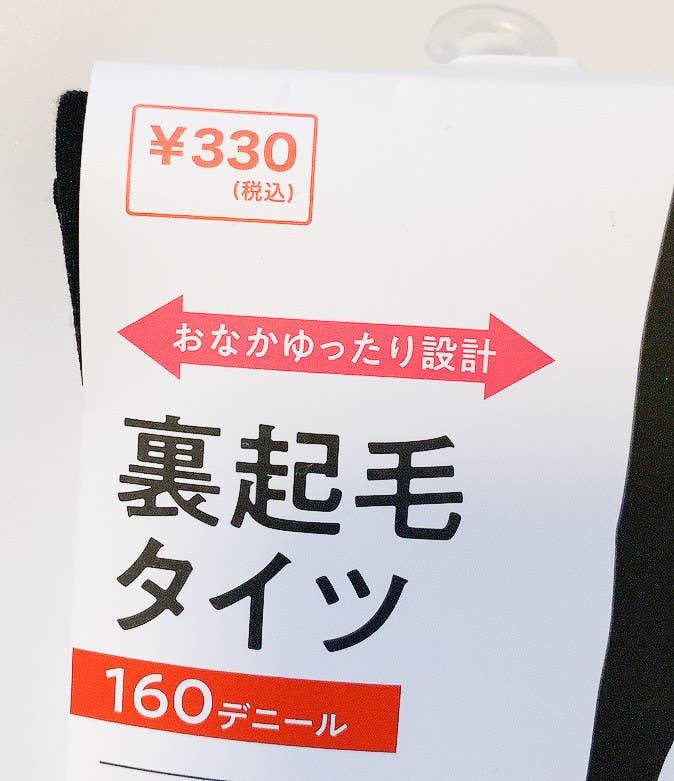 ¥330
(税込)
おなかゆったり設計
裏起毛
タイツ
160デニール